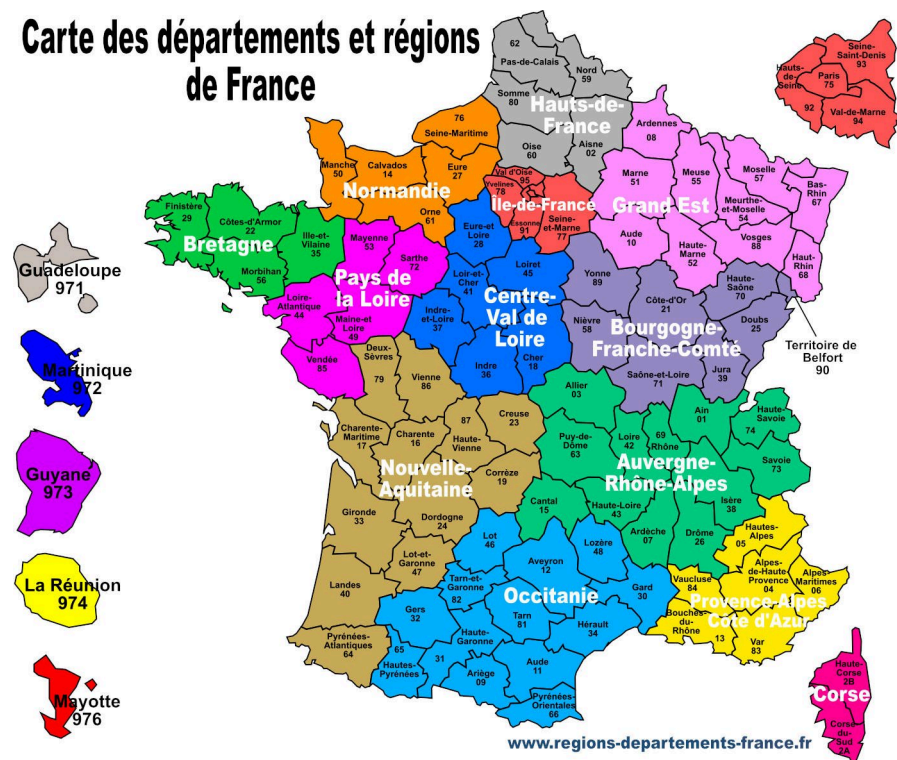 Carte des départements et régions
de France
62
Pas-de-Calais
Nord
59
Somme
80
Hauts-de-
France
Oise
60
Aisne
02
Seine-
Saint-Denis
93
Hauts-
de-
Seine
Paris
75
92
Val-de-Marne
94
76
Seine-Maritime
Manche
50
Calvados
14
Eure
27
Normandie
Orne
61
Val d'Oise
95
Yvelines
78
Île-de-France
Essonne
91
Seine-
et-Marne
77
Ardennes
08
Marne
51
Meuse
55
Moselle
57
Bas-
Rhin
67
Meurthe-
et-Moselle
54
Grand Est
Aude
10
Haute-
Marne
52
Vosges
88
Haut-
Rhin
68
Finistère
29
Côtes-d'Armor
22
Ille-et-
Vilaine
35
Bretagne
Morbihan
56
Mayenne
53
Sarthe
72
Pays de
la Loire
Loire-
Atlantique
44
Maine-et
Loire
49
Vendée
85
Eure-et
Loire
28
Loiret
45
Loir-et-
Cher
41
Centre-
Val de
Loire
Indre-et-Loire
37
Indre
36
Cher
18
Yonne
89
Côte-d'Or
21
Haute-
Saône
70
Nièvre
58
Doubs
25
Bourgogne-
Franche-Comté
Saône-et-Loire
71
Jura
39
Territoire de
Belfort
90
Guadeloupe
971
Martinique
972
Guyane
973
La Réunion
974
Mayotte
976
Deux-
Sèvres
79
Vienne
86
Charente-
Maritime
17
Charente
16
87
Haute-
Vienne
Creuse
23
Nouvelle-
Aquitaine
Corrèze
19
Gironde
33
Dordogne
24
Lot-et-
Garonne
47
Landes
40
Pyrénées-
Atlantiques
64
Allier
03
Puy-de-
Dôme
63
Loire
42
69
Rhône
Ain
01
Haute-
Savoie
74
Savoie
73
Auvergne-
Rhône-Alpes
Cantal
15
Haute-Loire
43
Isère
38
Ardèche
07
Drôme
26
Lot
46
Aveyron
12
Lozère
48
Tarn-et-
Garonne
82
Occitanie
Gard
30
Gers
32
Tarn
81
Hérault
34
Haute-
Garonne
31
65
Hautes-
Pyrénées
Ariège
09
Aude
11
Pyrénées-
Orientales
66
Hautes-
Alpes
05
Vaucluse
84
Alpes-
de-Haute
Provence
04
Alpes-
Maritimes
06
Provence-Alpes
Côte d'Azur
Bouches-
du-
Rhône
13
Var
83
Haute-
Corse
2B
Corse
Corse-
du-
Sud
2A
www.regions-departements-france.fr